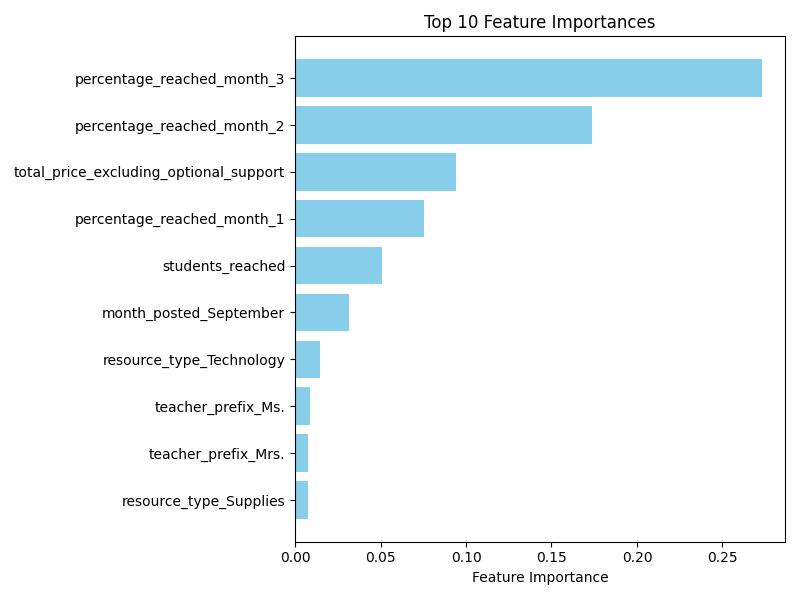 Top 10 Feature Importances
percentage_reached_month_3
percentage_reached_month_2
total_price_excluding_optional_support
percentage_reached_month_1
students_reached
month_posted_September
resource_type_Technology
teacher_prefix_Ms.
teacher_prefix_Mrs.
resource_type_Supplies
0.00 0.05 0.10 0.15 0.20 0.25
Feature Importance